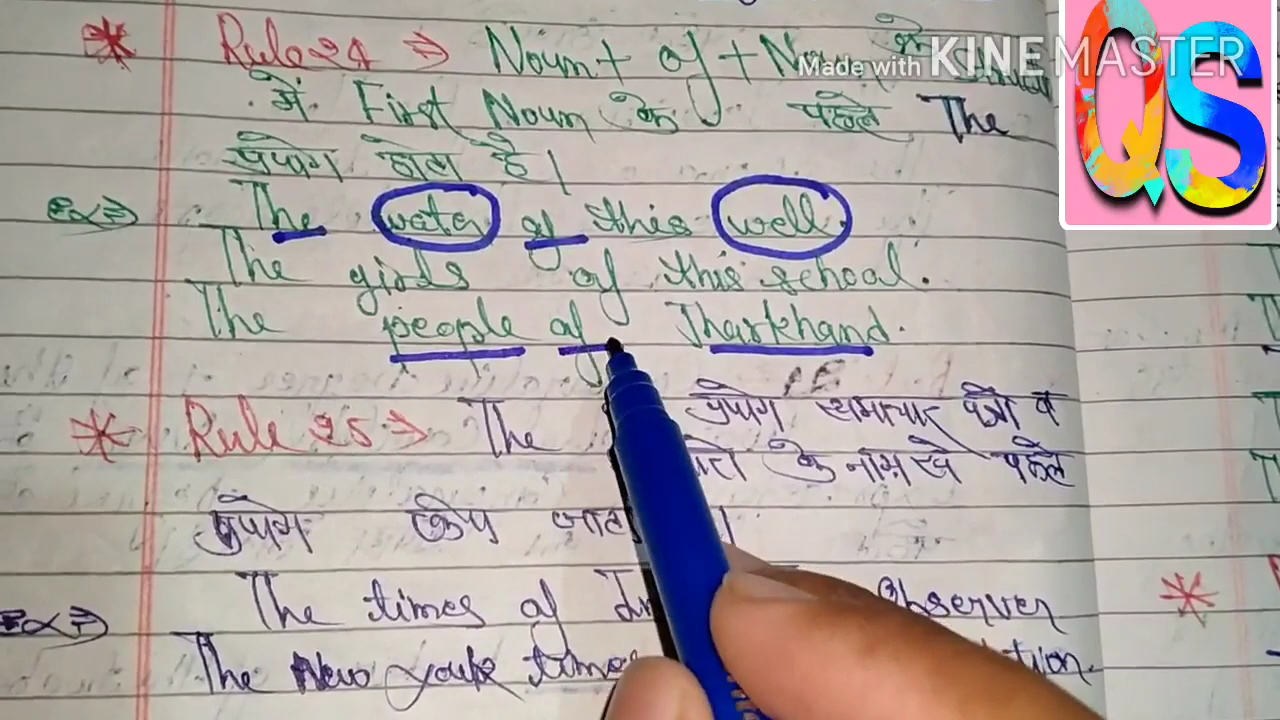 Rule 24 ⇒ Noun + of + Noun के
में First Noun के पहले The
प्रयोग होता है।
Ex ⇒ The water of this well.
The girls of this school.
The people of Jharkhand.
Rule 25 ⇒ The प्रयोग समाचार पत्रों व
के नाम से पहले
प्रयोग किया जाता
Ex ⇒ The times of Observer
The New York times
Made with KINEMASTER
QS